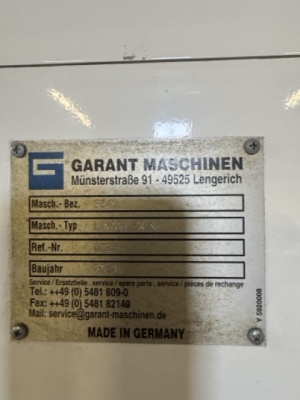 G GARANT MASCHINEN
Münsterstraße 91 - 49525 Lengerich
Masch.- Bez.
Masch.- Typ
Ref.-Nr.
Baujahr
Service / Ersatzteile . service / spare parts . service / pièces de rechange
Tel.: ++49 (0) 5481 809-0
Fax: ++49 (0) 5481 82149
Mail: service@garant-maschinen.de
MADE IN GERMANY
Y 5920008